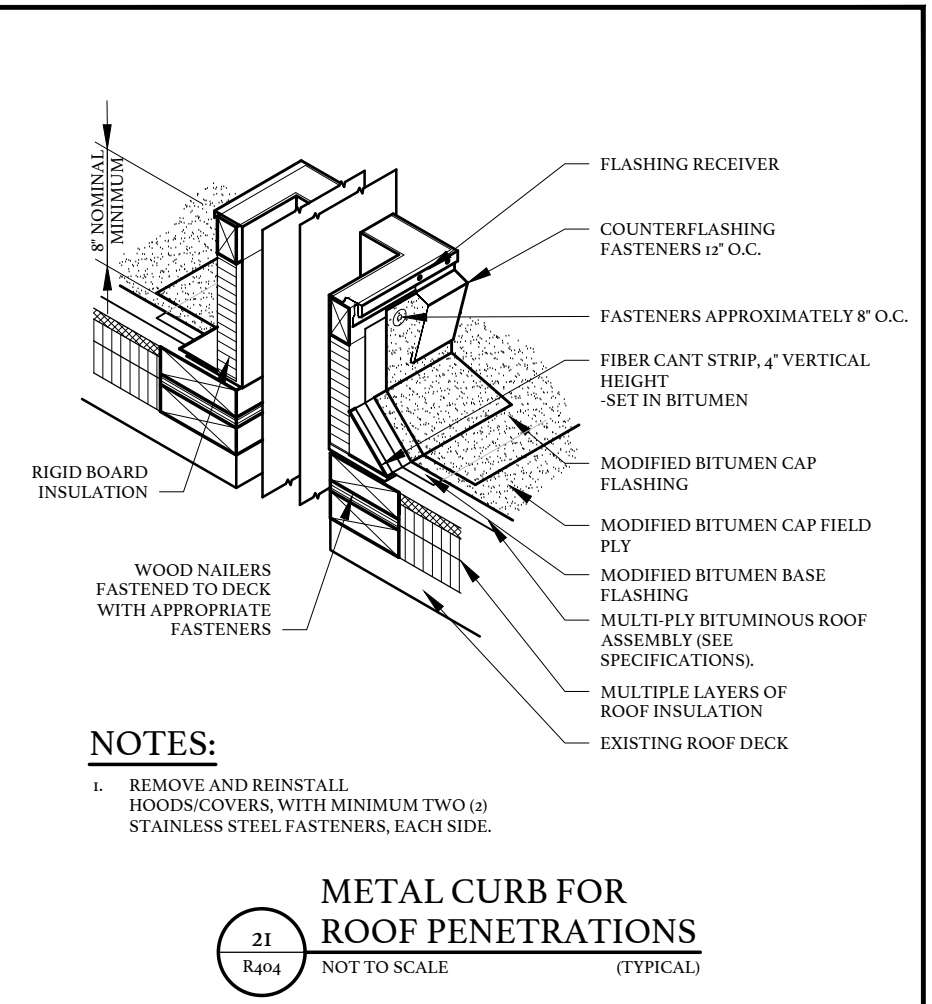 8" NOMINAL
MINIMUM
FLASHING RECEIVER
COUNTERFLASHING
FASTENERS 12" O.C.
FASTENERS APPROXIMATELY 8" O.C.
FIBER CANT STRIP, 4" VERTICAL
HEIGHT
-SET IN BITUMEN
RIGID BOARD
INSULATION
MODIFIED BITUMEN CAP
FLASHING
MODIFIED BITUMEN CAP FIELD
PLY
WOOD NAILERS
FASTENED TO DECK
WITH APPROPRIATE
FASTENERS
MODIFIED BITUMEN BASE
FLASHING
MULTI-PLY BITUMINOUS ROOF
ASSEMBLY (SEE
SPECIFICATIONS).
MULTIPLE LAYERS OF
ROOF INSULATION
EXISTING ROOF DECK
NOTES:
1. REMOVE AND REINSTALL
HOODS/COVERS, WITH MINIMUM TWO (2)
STAINLESS STEEL FASTENERS, EACH SIDE.
21
R404
METAL CURB FOR
ROOF PENETRATIONS
NOT TO SCALE (TYPICAL)